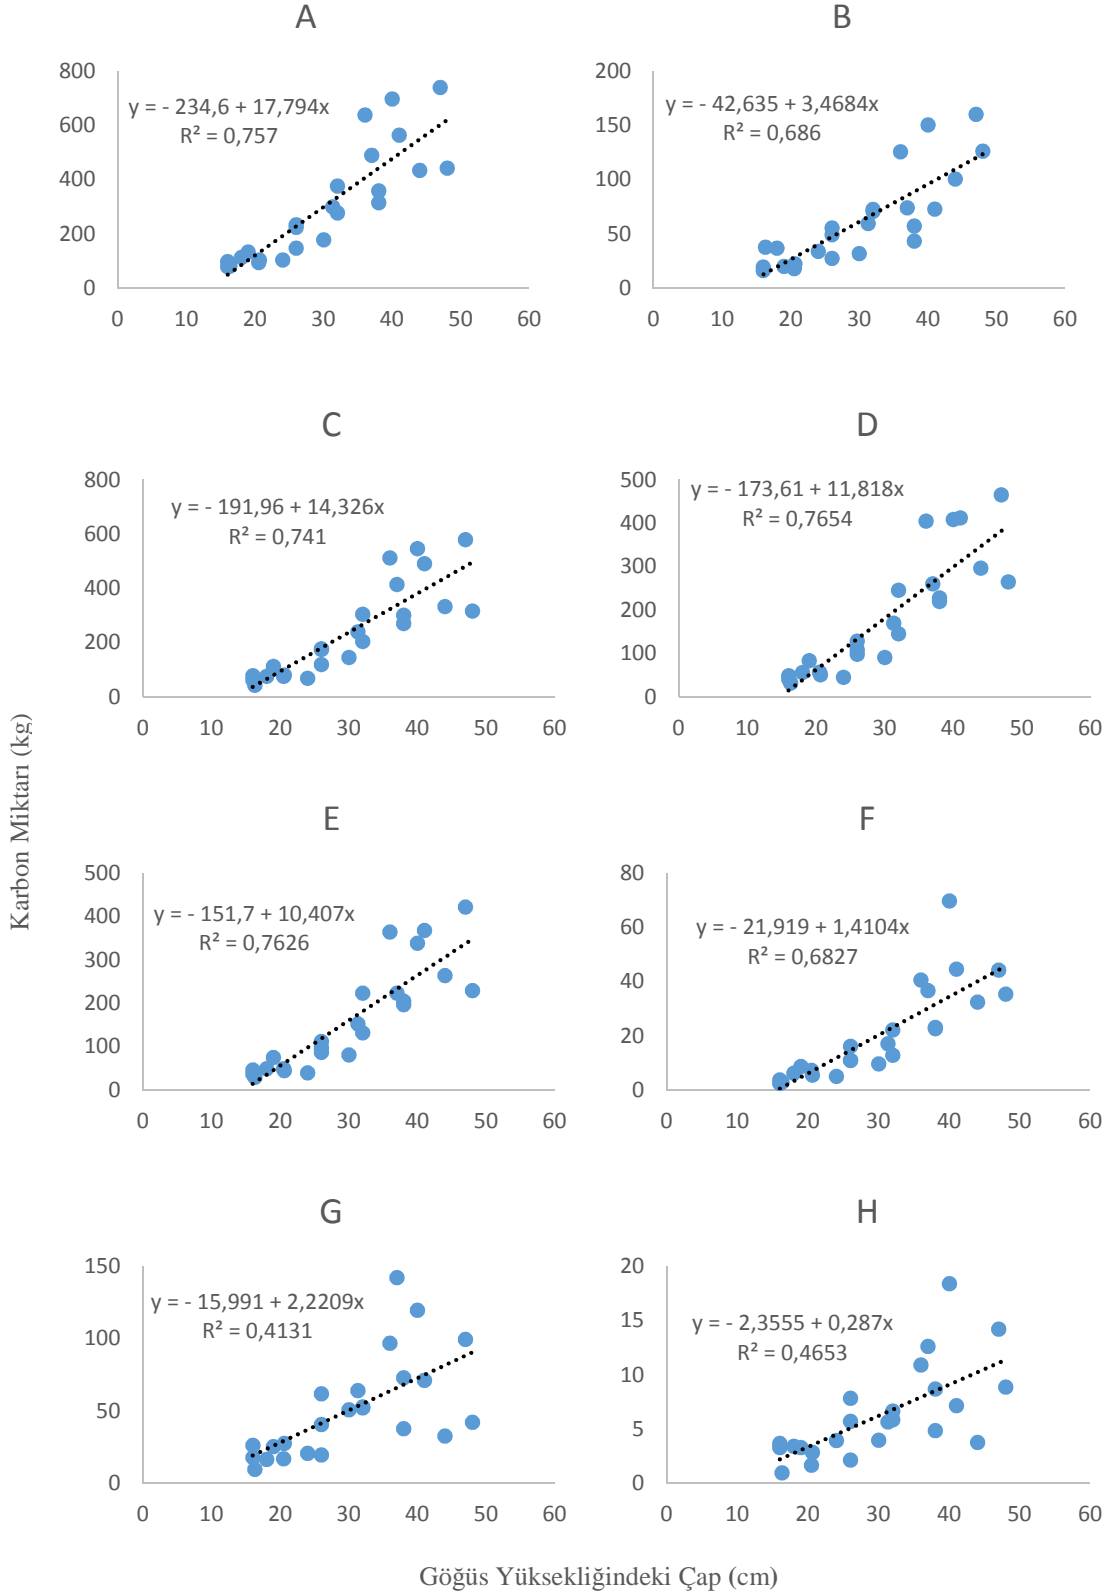 A
800
600
400
200
0
y = - 234,6 + 17,794x
R² = 0,757
0 10 20 30 40 50 60
B
200
150
100
50
0
y = - 42,635 + 3,4684x
R² = 0,686
0 10 20 30 40 50 60
C
800
600
400
200
0
y = - 191,96 + 14,326x
R² = 0,741
0 10 20 30 40 50 60
D
500
400
300
200
100
0
y = - 173,61 + 11,818x
R² = 0,7654
0 10 20 30 40 50 60
Karbon Miktarı (kg)
E
500
400
300
200
100
0
y = - 151,7 + 10,407x
R² = 0,7626
0 10 20 30 40 50 60
F
80
60
40
20
0
y = - 21,919 + 1,4104x
R² = 0,6827
0 10 20 30 40 50 60
G
150
100
50
0
y = - 15,991 + 2,2209x
R² = 0,4131
0 10 20 30 40 50 60
H
20
15
10
5
0
y = - 2,3555 + 0,287x
R² = 0,4653
0 10 20 30 40 50 60
Göğüs Yüksekliğindeki Çap (cm)